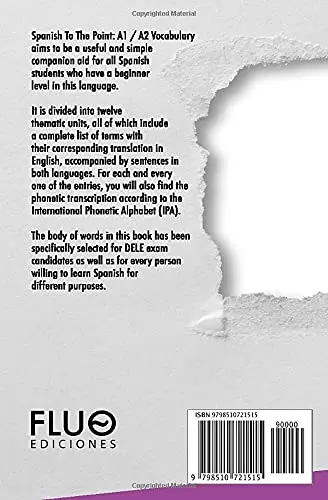 Spanish To The Point: A1 / A2 Vocabulary
aims to be a useful and simple
companion aid for all Spanish
students who have a beginner
level in this language.
It is divided into twelve
thematic units, all of which include
a complete list of terms with
their corresponding translation in
English, accompanied by sentences in
both languages. For each and every
one of the entries, you will also find the
phonetic transcription according to the
International Phonetic Alphabet (IPA).
The body of words in this book has been
specifically selected for DELE exam
candidates as well as for every person
willing to learn Spanish for
different purposes.
FLUO
EDICIONES
ISBN 9798510721515
90000
9 798510 721515